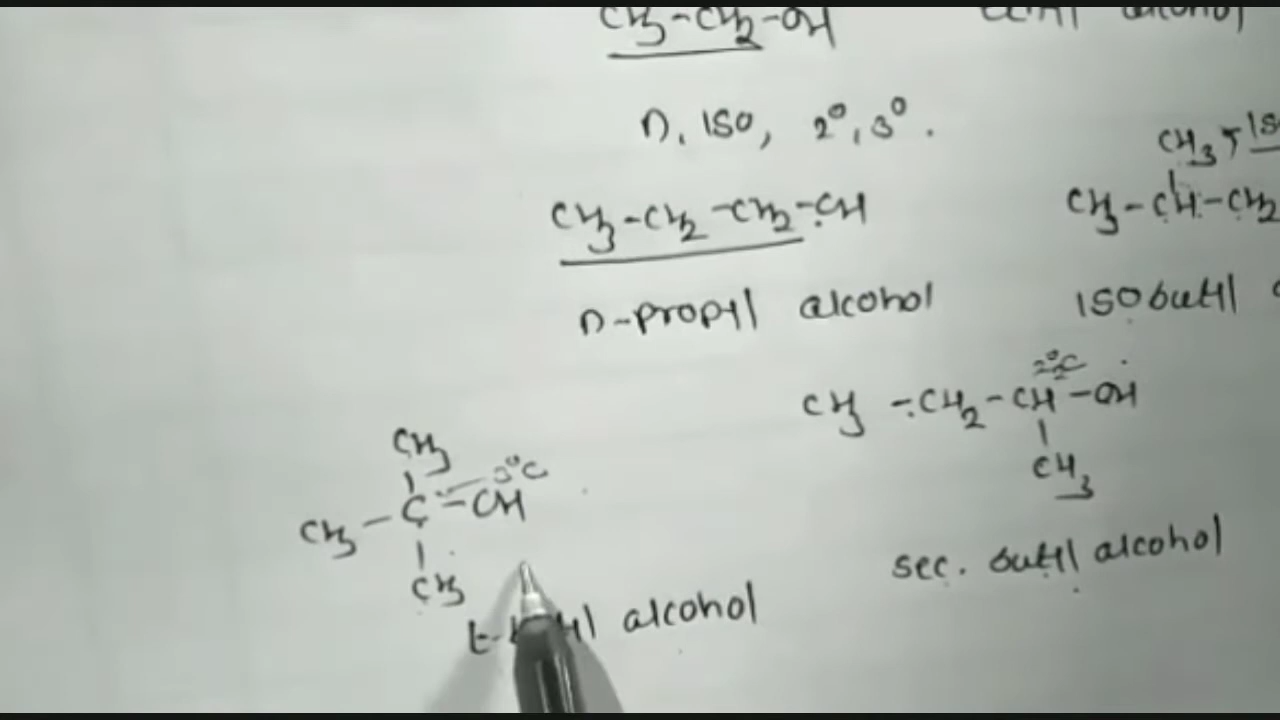 CH3-CH2-OH
n, iso, 2°, 3°.
CH3
CH3-CH2-CH2-OH CH3-CH-CH2
n-propyl alcohol isobutyl
2°C
CH3-CH2-CH-OH
CH3
sec. butyl alcohol
CH3
3°C
CH3-C-OH
CH3
alcohol